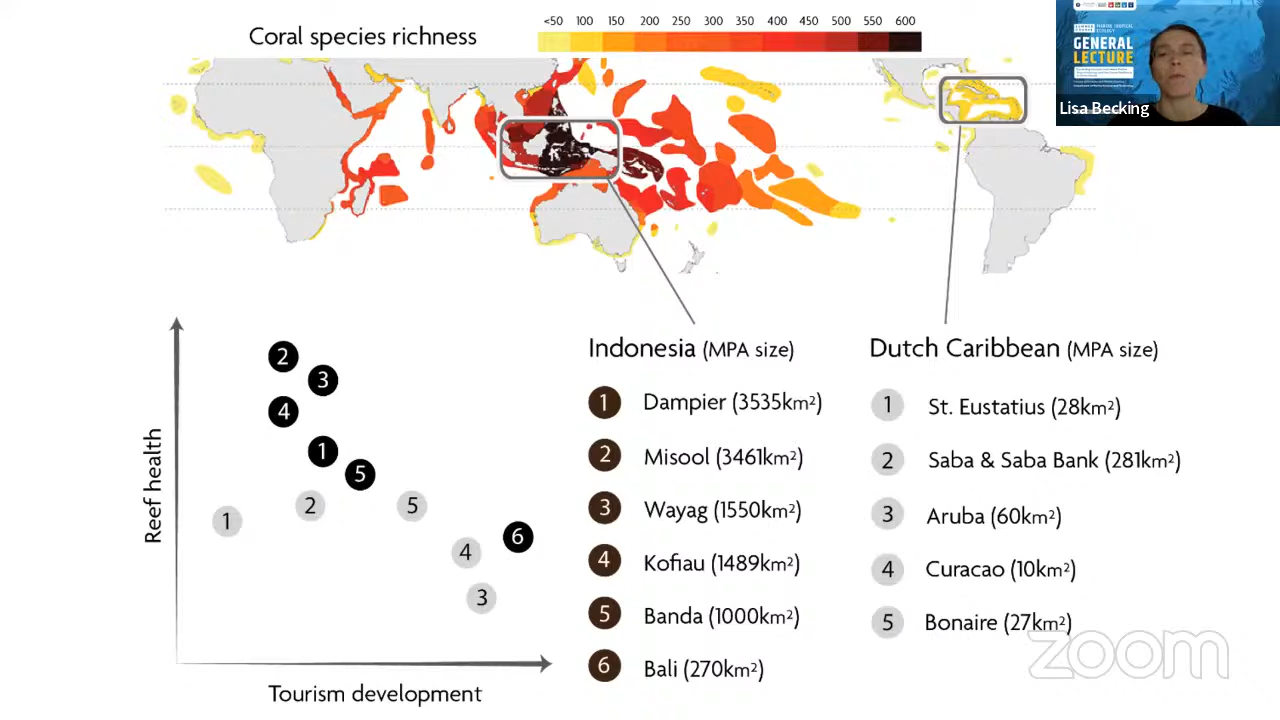 Coral species richness
<50 100 150 200 250 300 350 400 450 500 550 600
GENERAL
LECTURE
Lisa Becking
Reef health
Tourism development
2
3
4
1
5
1
2
5
6
4
3
Indonesia (MPA size)
1 Dampier (3535km²)
2 Misool (3461km²)
3 Wayag (1550km²)
4 Kofiau (1489km²)
5 Banda (1000km²)
6 Bali (270km²)
Dutch Caribbean (MPA size)
1 St. Eustatius (28km²)
2 Saba & Saba Bank (281km²)
3 Aruba (60km²)
4 Curacao (10km²)
5 Bonaire (27km²)
zoom